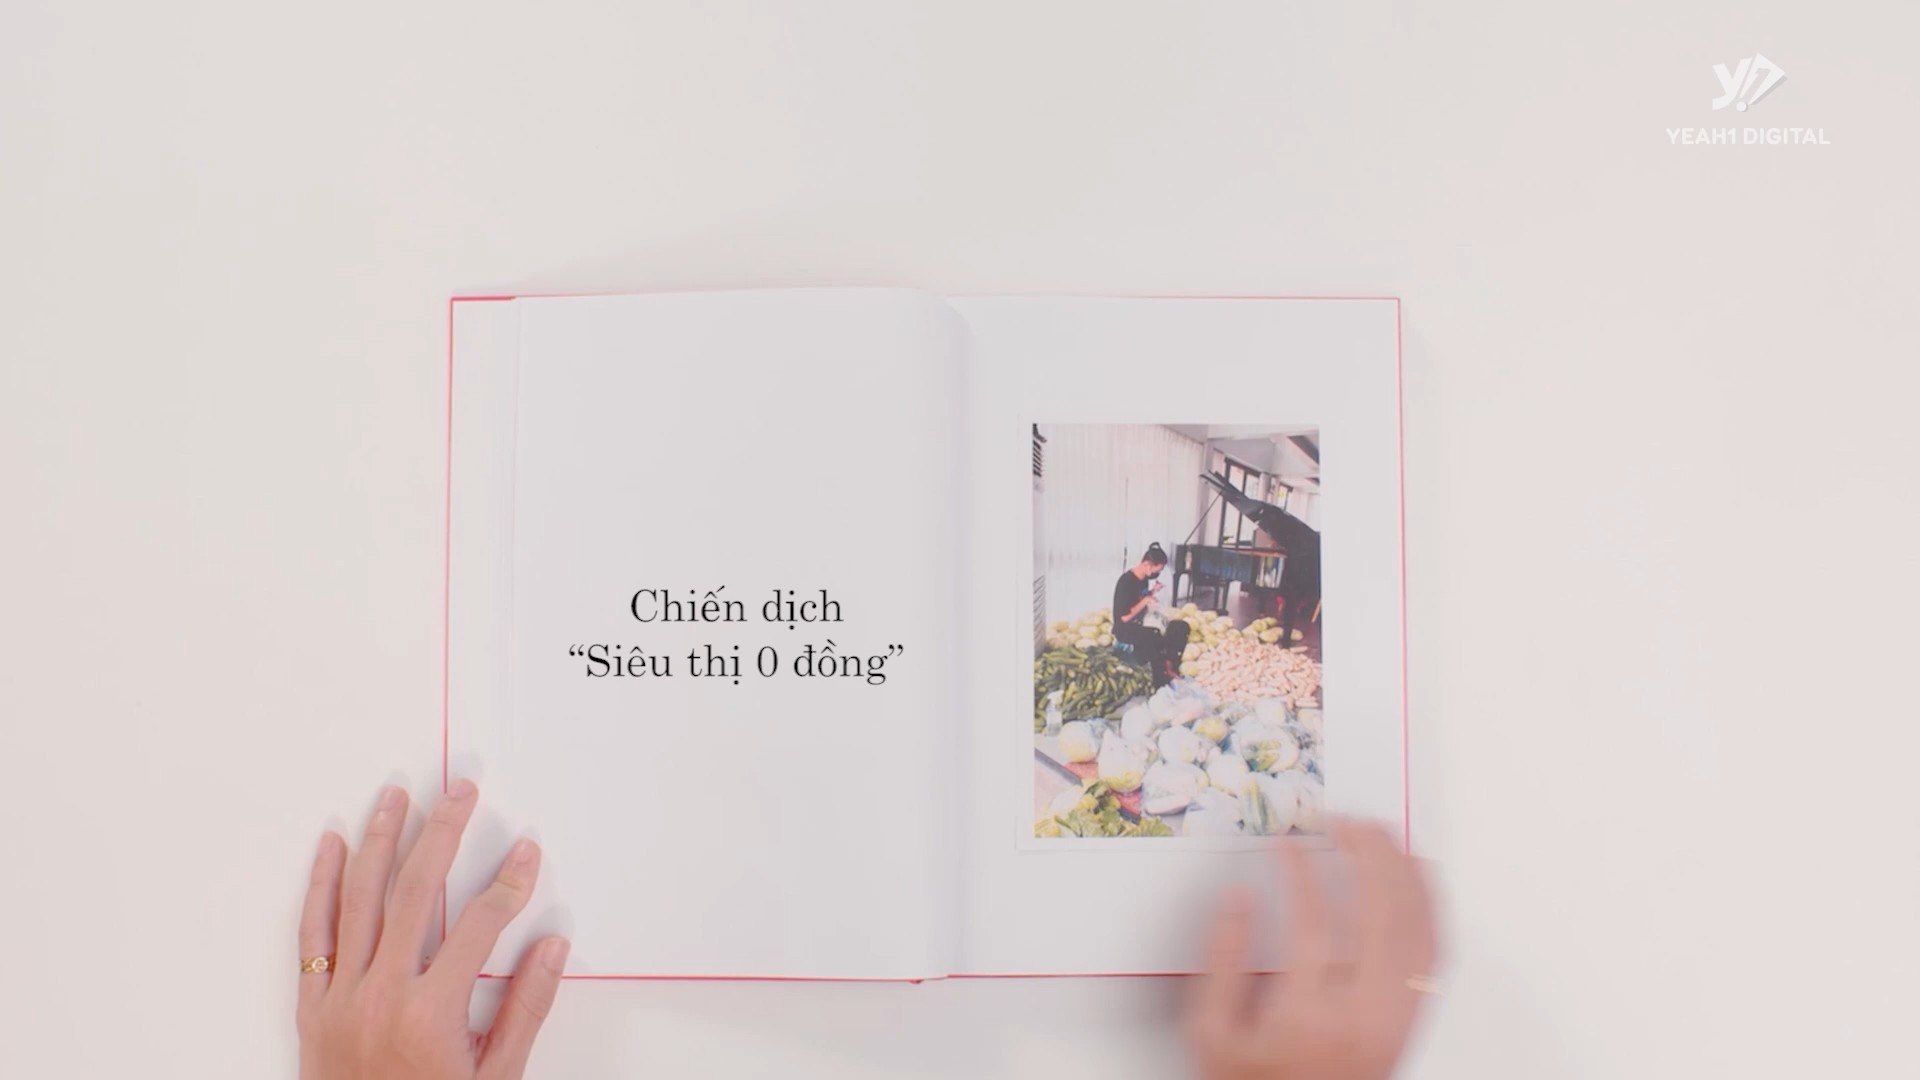 YEAH1 DIGITAL
Chiến dịch
“Siêu thị 0 đồng”